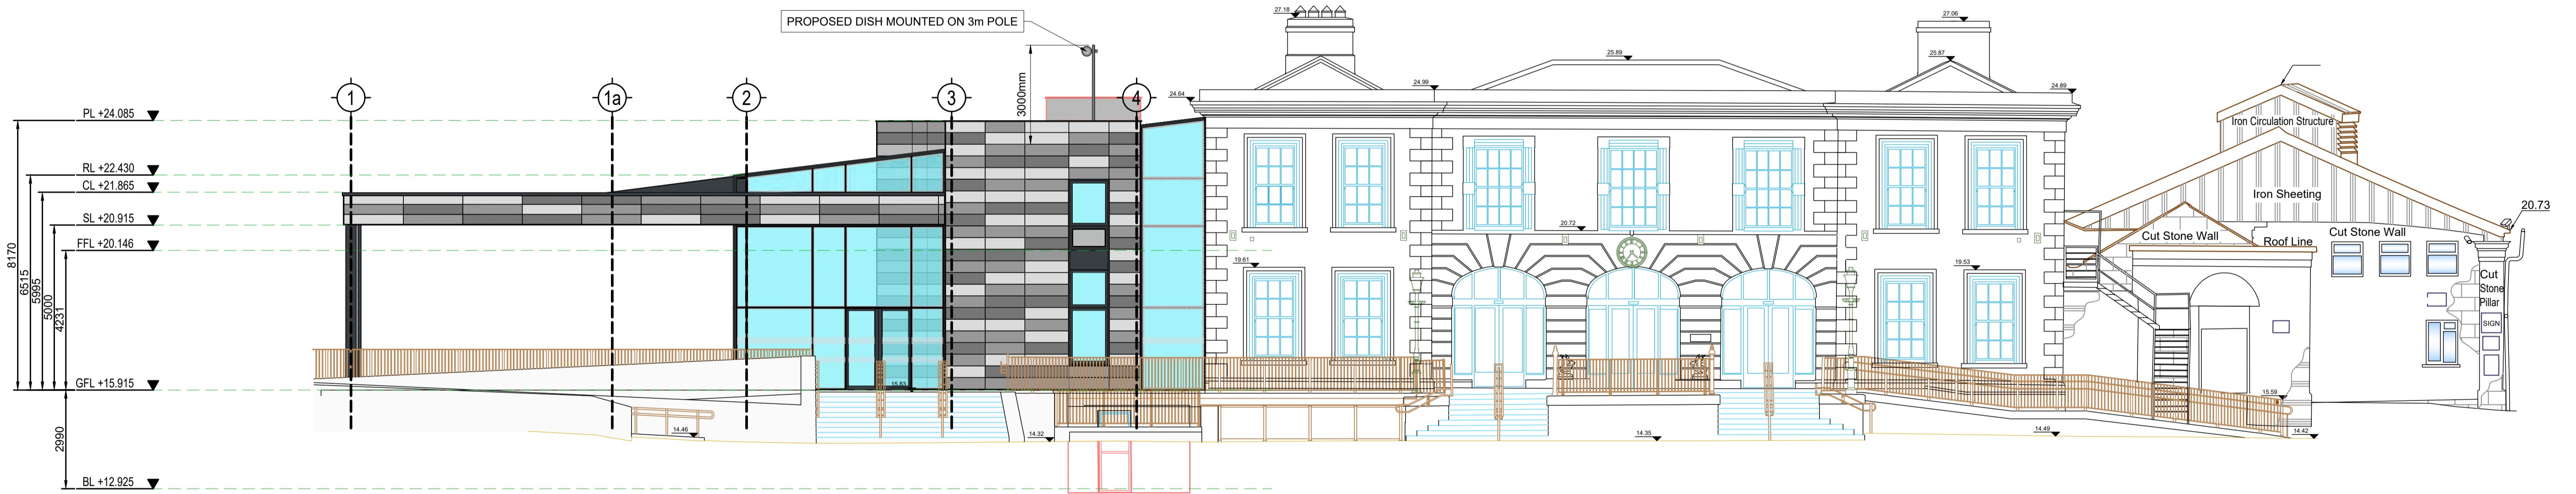 PROPOSED DISH MOUNTED ON 3m POLE
3000mm
1
1a
2
3
4
PL +24.085
RL +22.430
CL +21.865
SL +20.915
FFL +20.146
GFL +15.915
BL +12.925
8170
6515
5995
5000
4231
2990
27.18
27.06
25.89
25.87
24.99
24.64
24.89
20.72
19.61
19.53
15.83
14.46
14.32
14.35
14.49
14.42
15.59
Iron Circulation Structure
Iron Sheeting
20.73
Cut Stone Wall
Roof Line
Cut Stone Wall
Cut
Stone
Pillar
SIGN